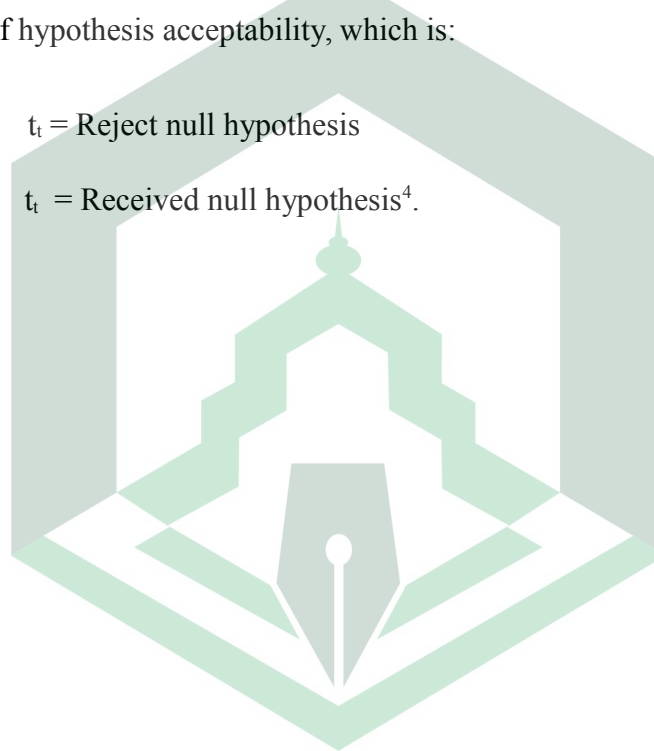 f hypothesis acceptability, which is:
tₜ = Reject null hypothesis
tₜ = Received null hypothesis⁴.